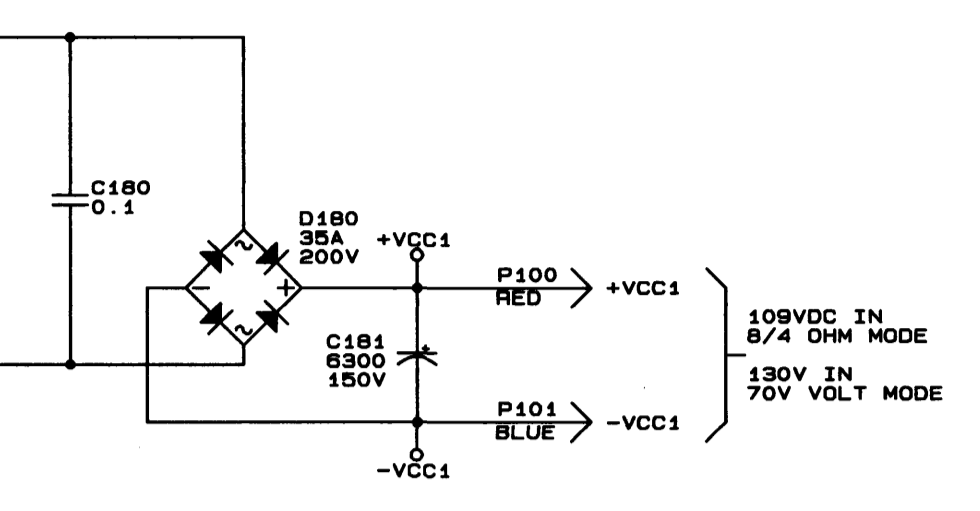 C180
0.1
D180
35A
200V
~
-
+
~
+VCC1
P100
RED
+VCC1
C181
6300
150V
+
109VDC IN
8/4 OHM MODE
130V IN
70V VOLT MODE
P101
BLUE
-VCC1
-VCC1